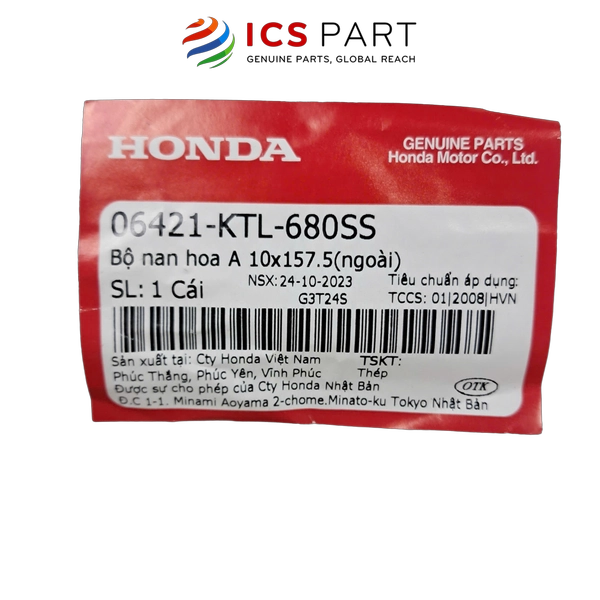 ICS PART
GENUINE PARTS, GLOBAL REACH
HONDA
GENUINE PARTS
Honda Motor Co., Ltd.
06421-KTL-680SS
Bộ nan hoa A 10x157.5(ngoài)
SL: 1 Cái
NSX: 24-10-2023
G3T24S
Tiêu chuẩn áp dụng:
TCCS: 01|2008|HVN
Sản xuất tại: Cty Honda Việt Nam
Phúc Thắng, Phúc Yên, Vĩnh Phúc
TSKT:
Thép
Được sự cho phép của Cty Honda Nhật Bản
Đ.C 1-1. Minami Aoyama 2-chome.Minato-ku Tokyo Nhật Bản
OTK